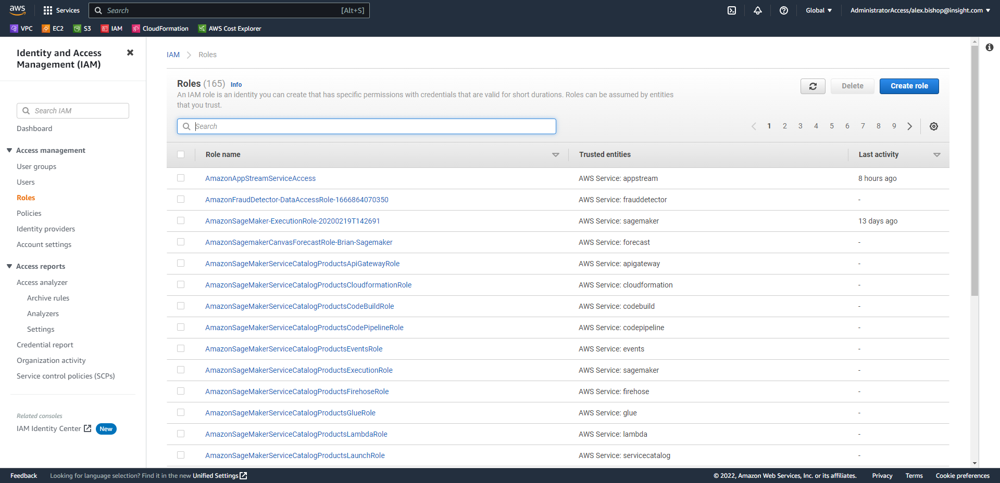 aws
Services
Search
[Alt+S]
Global
AdministratorAccess/alex.bishop@insight.com
VPC
EC2
S3
IAM
CloudFormation
AWS Cost Explorer
Identity and Access
Management (IAM)
Search IAM
Dashboard
Access management
User groups
Users
Roles
Policies
Identity providers
Account settings
Access reports
Access analyzer
Archive rules
Analyzers
Settings
Credential report
Organization activity
Service control policies (SCPs)
Related consoles
IAM Identity Center New
IAM Roles
Roles (165) Info
An IAM role is an identity you can create that has specific permissions with credentials that are valid for short durations. Roles can be assumed by entities
that you trust.
Delete
Create role
Search
1 2 3 4 5 6 7 8 9
Role name Trusted entities Last activity
AmazonAppStreamServiceAccess AWS Service: appstream 8 hours ago
AmazonFraudDetector-DataAccessRole-1666864070350 AWS Service: frauddetector -
AmazonSageMaker-ExecutionRole-20200219T142691 AWS Service: sagemaker 13 days ago
AmazonSagemakerCanvasForecastRole-Brian-Sagemaker AWS Service: forecast -
AmazonSageMakerServiceCatalogProductsApiGatewayRole AWS Service: apigateway -
AmazonSageMakerServiceCatalogProductsCloudformationRole AWS Service: cloudformation -
AmazonSageMakerServiceCatalogProductsCodeBuildRole AWS Service: codebuild -
AmazonSageMakerServiceCatalogProductsCodePipelineRole AWS Service: codepipeline -
AmazonSageMakerServiceCatalogProductsEventsRole AWS Service: events -
AmazonSageMakerServiceCatalogProductsExecutionRole AWS Service: sagemaker -
AmazonSageMakerServiceCatalogProductsFirehoseRole AWS Service: firehose -
AmazonSageMakerServiceCatalogProductsGlueRole AWS Service: glue -
AmazonSageMakerServiceCatalogProductsLambdaRole AWS Service: lambda -
AmazonSageMakerServiceCatalogProductsLaunchRole AWS Service: servicecatalog -
Feedback
Looking for language selection? Find it in the new Unified Settings
© 2022, Amazon Web Services, Inc. or its affiliates.
Privacy
Terms
Cookie preferences